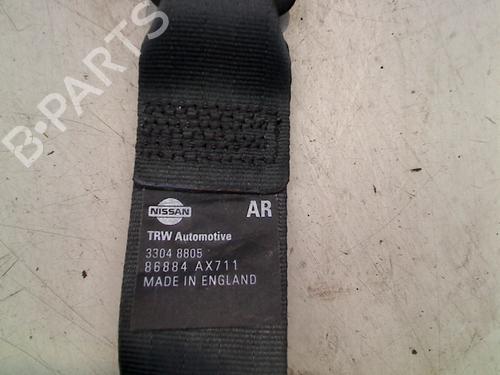 B-PARTS
NISSAN
AR
TRW Automotive
3304 8805
86884 AX711
MADE IN ENGLAND